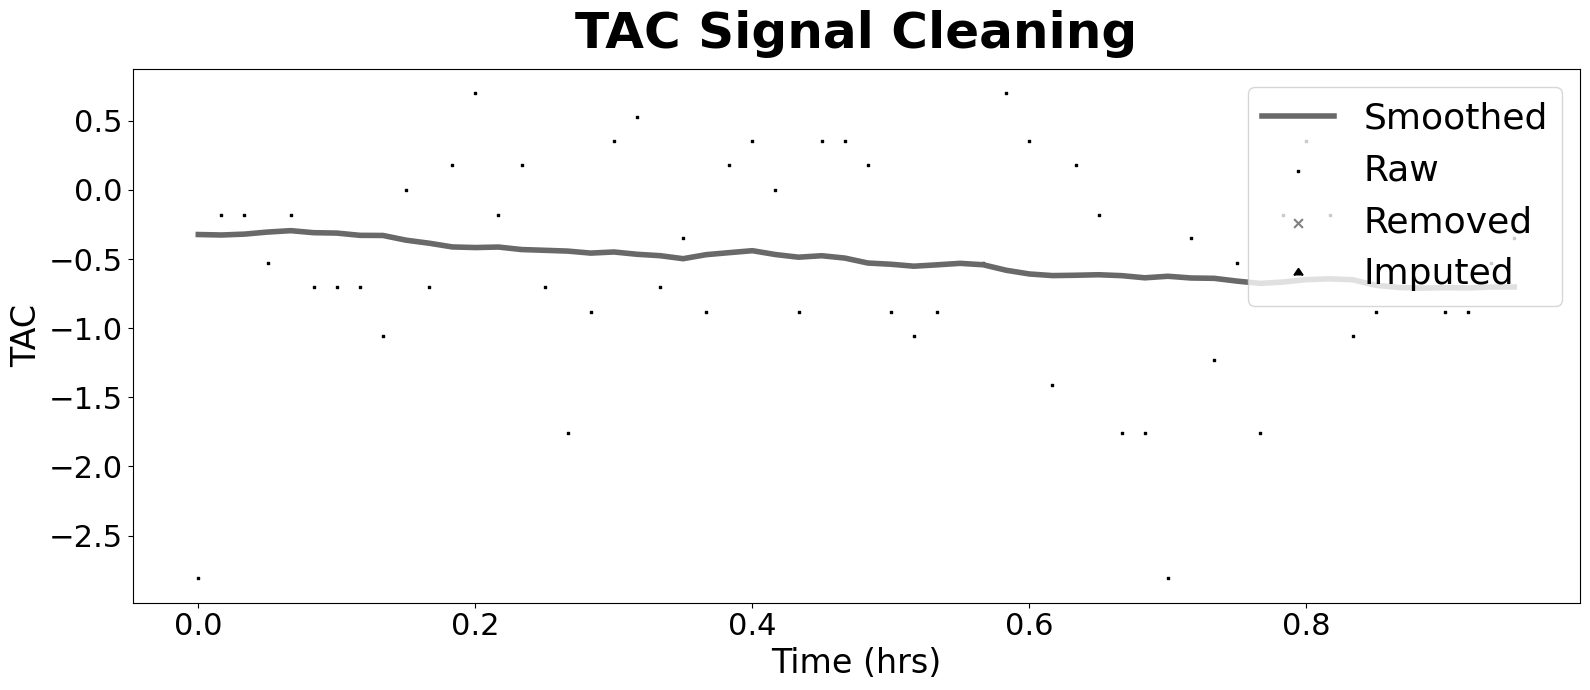 TAC Signal Cleaning
Smoothed
Raw
Removed
Imputed
TAC
0.5
0.0
−0.5
−1.0
−1.5
−2.0
−2.5
0.0 0.2 0.4 0.6 0.8
Time (hrs)